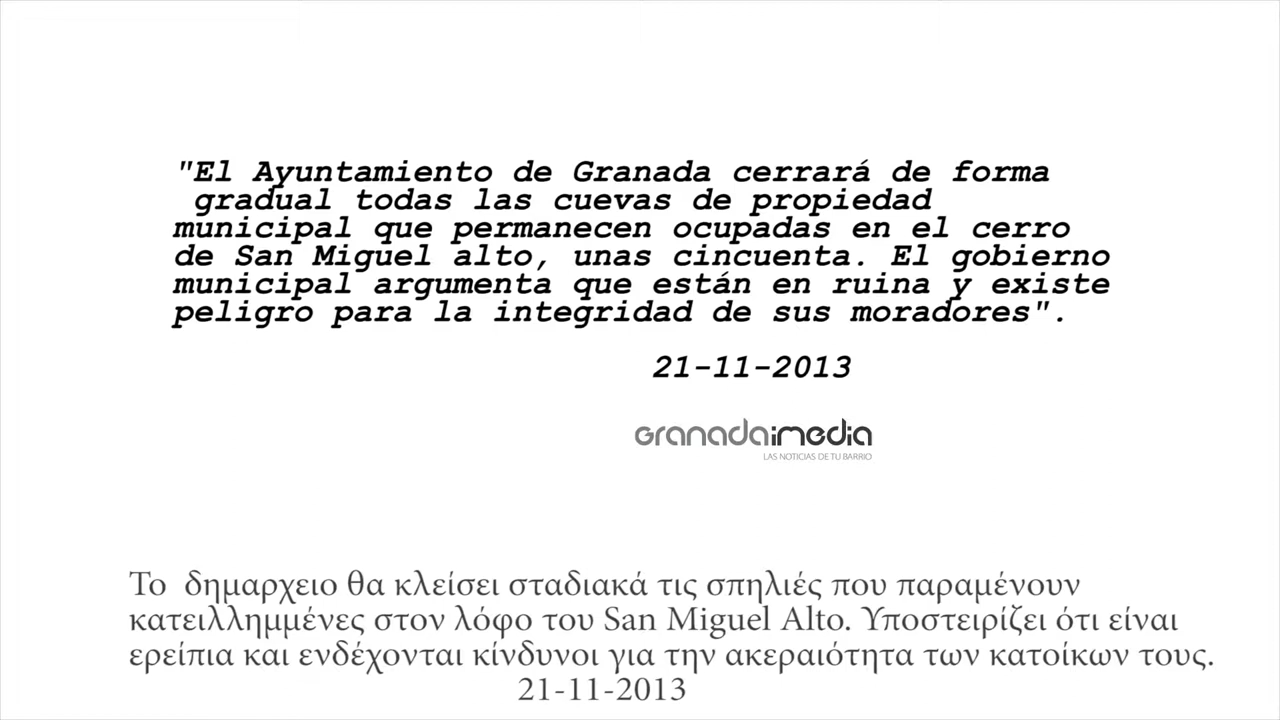 "El Ayuntamiento de Granada cerrará de forma
gradual todas las cuevas de propiedad
municipal que permanecen ocupadas en el cerro
de San Miguel alto, unas cincuenta. El gobierno
municipal argumenta que están en ruina y existe
peligro para la integridad de sus moradores".
21-11-2013
Granadaimedia
LAS NOTICIAS DE TU BARRIO
Το δημαρχειο θα κλείσει σταδιακά τις σπηλιές που παραμένουν
κατειλλημμένες στον λόφο του San Miguel Alto. Υποστειρίζει ότι είναι
ερείπια και ενδέχονται κίνδυνοι για την ακεραιότητα των κατοίκων τους.
21-11-2013